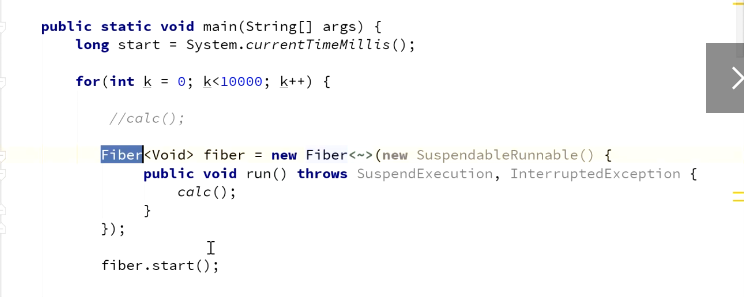 public static void main(String[] args) {
long start = System.currentTimeMillis();
for(int k = 0; k<10000; k++) {
//calc();
Fiber<Void> fiber = new Fiber<~>(new SuspendableRunnable() {
public void run() throws SuspendExecution, InterruptedException {
calc();
}
});
fiber.start();